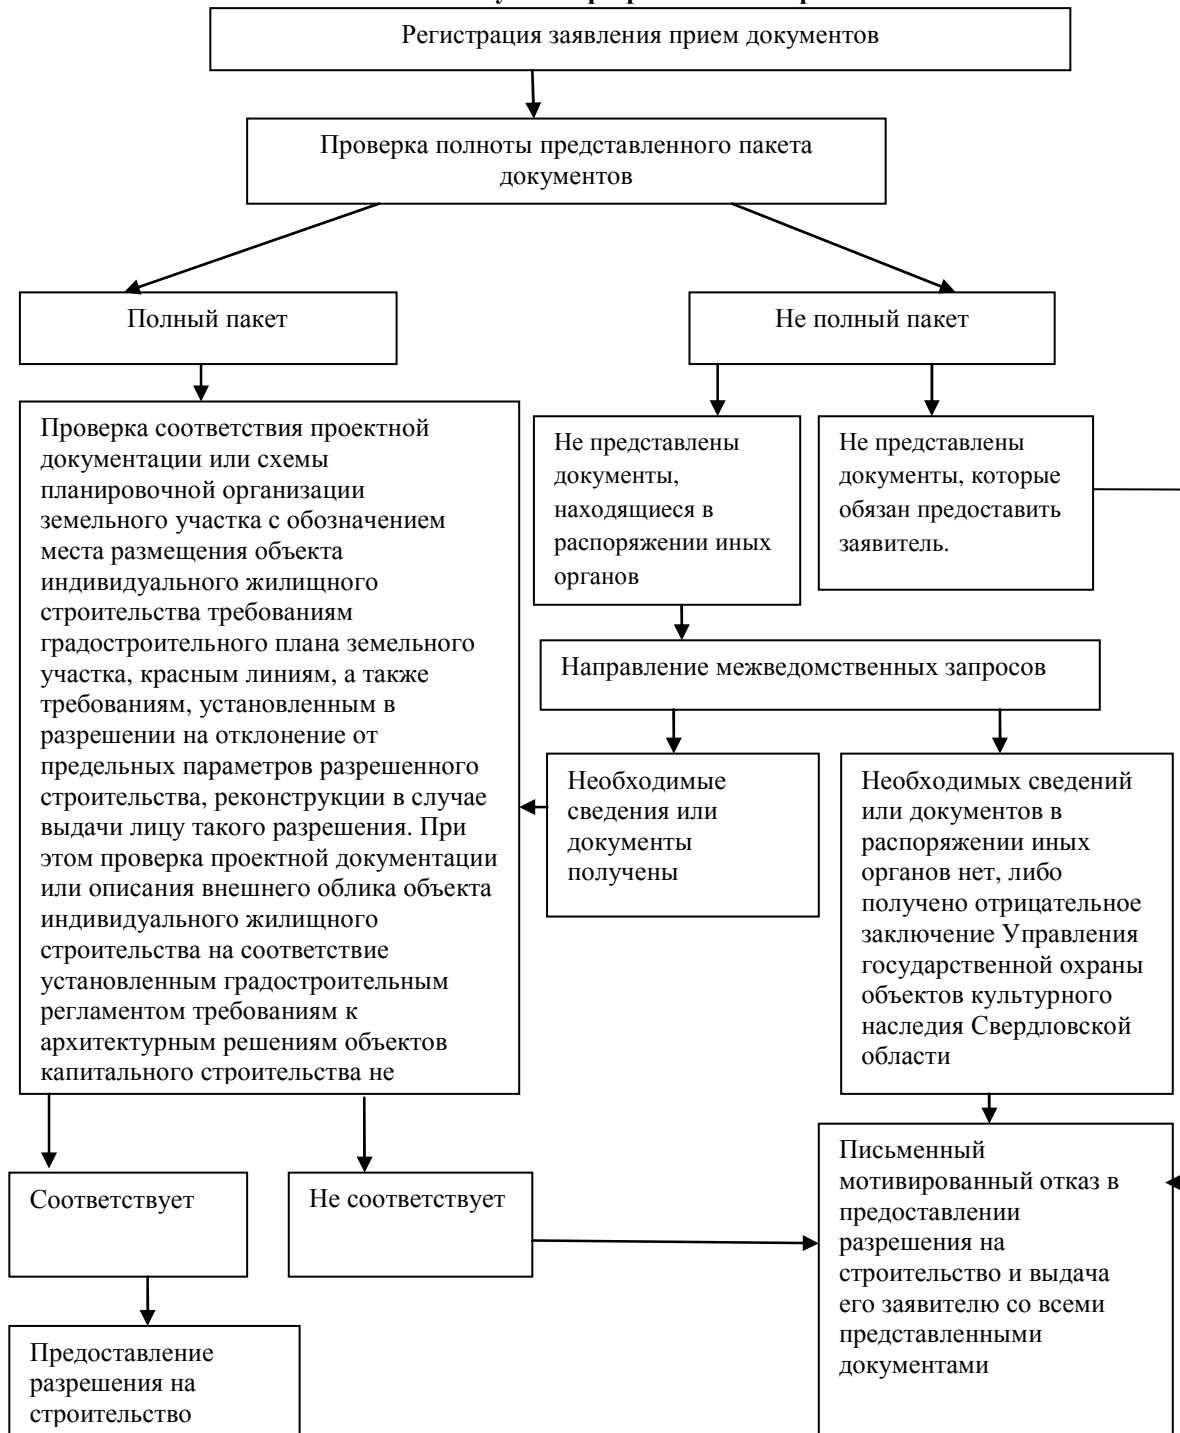 Регистрация заявления прием документов
Проверка полноты представленного пакета
документов
Полный пакет
Не полный пакет
Проверка соответствия проектной
документации или схемы
планировочной организации
земельного участка с обозначением
места размещения объекта
индивидуального жилищного
строительства требованиям
градостроительного плана земельного
участка, красным линиям, а также
требованиям, установленным в
разрешении на отклонение от
предельных параметров разрешенного
строительства, реконструкции в случае
выдачи лицу такого разрешения. При
этом проверка проектной документации
или описания внешнего облика объекта
индивидуального жилищного
строительства на соответствие
установленным градостроительным
регламентом требованиям к
архитектурным решениям объектов
капитального строительства не
Не представлены
документы,
находящиеся в
распоряжении иных
органов
Не представлены
документы, которые
обязан предоставить
заявитель.
Направление межведомственных запросов
Необходимые
сведения или
документы
получены
Необходимых сведений
или документов в
распоряжении иных
органов нет, либо
получено отрицательное
заключение Управления
государственной охраны
объектов культурного
наследия Свердловской
области
Соответствует
Не соответствует
Письменный
мотивированный отказ в
предоставлении
разрешения на
строительство и выдача
его заявителю со всеми
представленными
документами
Предоставление
разрешения на
строительство